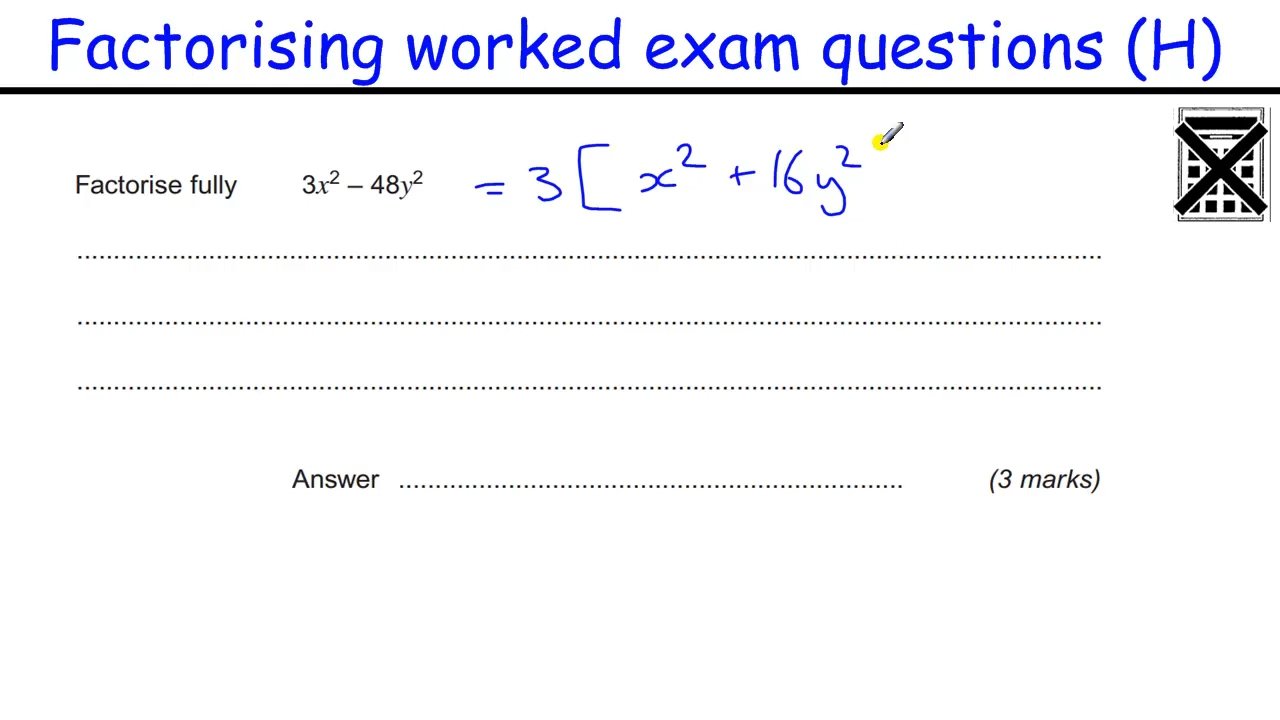 Factorising worked exam questions (H)
Factorise fully 3x² – 48y² = 3 [ x² + 16y²
Answer (3 marks)